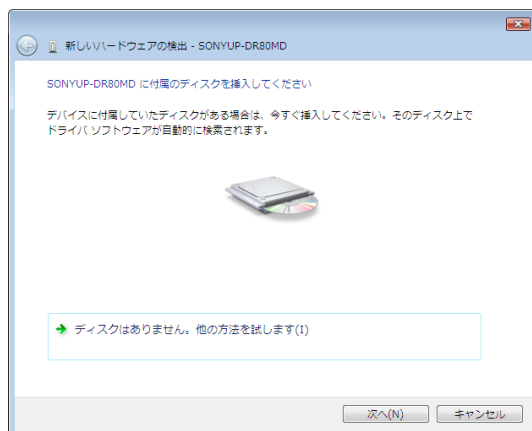 新しいハードウェアの検出 - SONYUP-DR80MD
SONYUP-DR80MD に付属のディスクを挿入してください
デバイスに付属していたディスクがある場合は、今すぐ挿入してください。そのディスク上で
ドライバ ソフトウェアが自動的に検索されます。
ディスクはありません。他の方法を試します(I)
次へ(N)
キャンセル